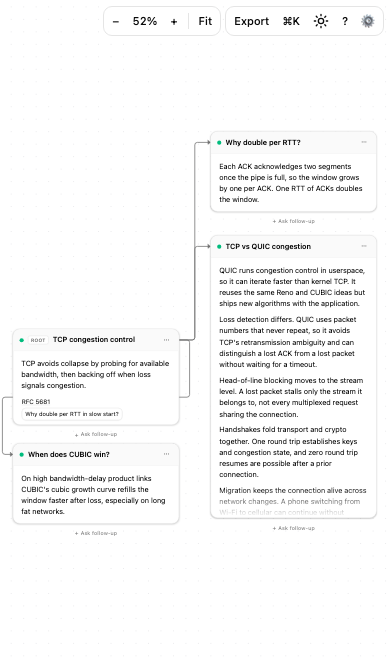 − 52% + Fit Export ⌘K ?
Why double per RTT? ...
Each ACK acknowledges two segments
once the pipe is full, so the window grows
by one per ACK. One RTT of ACKs doubles
the window.
+ Ask follow-up
TCP vs QUIC congestion ...
QUIC runs congestion control in userspace,
so it can iterate faster than kernel TCP. It
reuses the same Reno and CUBIC ideas but
ships new algorithms with the application.
Loss detection differs. QUIC uses packet
numbers that never repeat, so it avoids
TCP's retransmission ambiguity and can
distinguish a lost ACK from a lost packet
without waiting for a timeout.
Head-of-line blocking moves to the stream
level. A lost packet stalls only the stream it
belongs to, not every multiplexed request
sharing the connection.
Handshakes fold transport and crypto
together. One round trip establishes keys
and congestion state, and zero round trip
resumes are possible after a prior
connection.
Migration keeps the connection alive across
network changes. A phone switching from
Wi-Fi to cellular can continue without
+ Ask follow-up
ROOT TCP congestion control ...
TCP avoids collapse by probing for available
bandwidth, then backing off when loss
signals congestion.
RFC 5681
Why double per RTT in slow start?
+ Ask follow-up
When does CUBIC win? ...
On high bandwidth-delay product links
CUBIC's cubic growth curve refills the
window faster after loss, especially on long
fat networks.
+ Ask follow-up